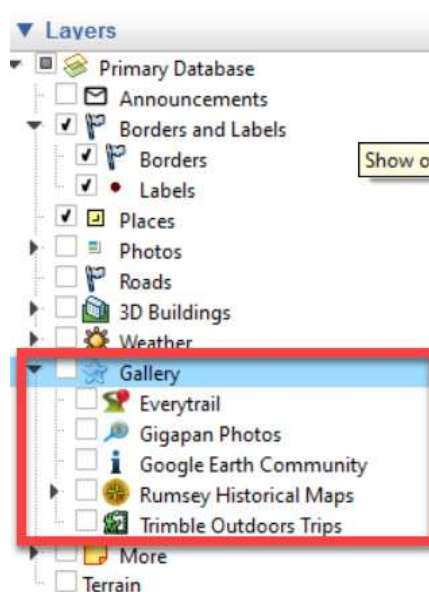 Layers
Primary Database
Announcements
Borders and Labels
Borders
Show o
Labels
Places
Photos
Roads
3D Buildings
Weather
Gallery
Everytrail
Gigapan Photos
Google Earth Community
Rumsey Historical Maps
Trimble Outdoors Trips
More
Terrain